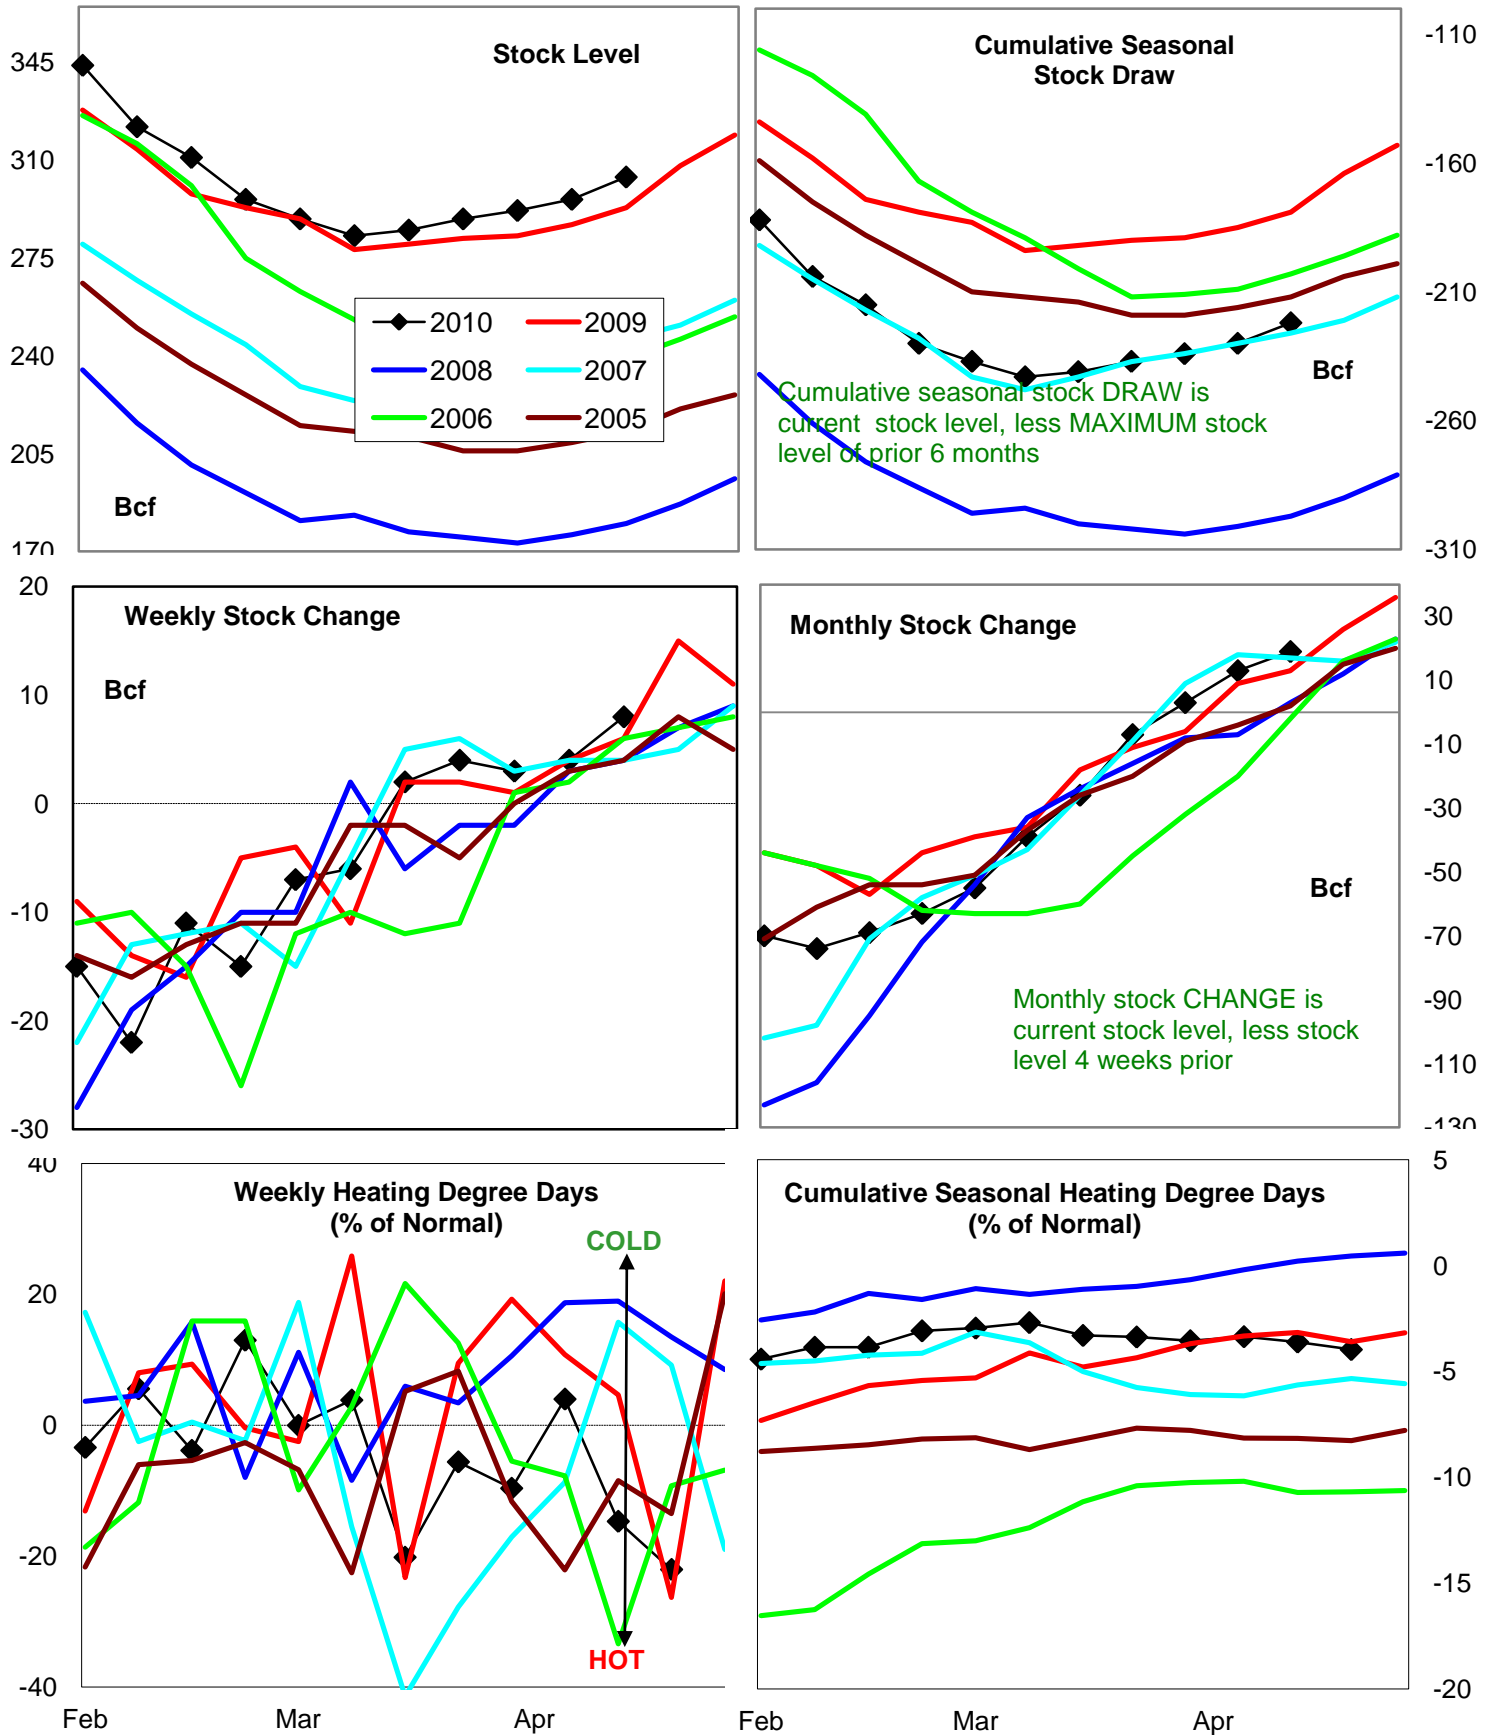 Stock Level
345
310
275
240
205
170
Bcf
2010
2009
2008
2007
2006
2005
Cumulative Seasonal
Stock Draw
-110
-160
-210
-260
-310
Bcf
Cumulative seasonal stock DRAW is
current stock level, less MAXIMUM stock
level of prior 6 months
Weekly Stock Change
20
10
0
-10
-20
-30
Bcf
Monthly Stock Change
30
10
-10
-30
-50
-70
-90
-110
-130
Bcf
Monthly stock CHANGE is
current stock level, less stock
level 4 weeks prior
Weekly Heating Degree Days
(% of Normal)
40
20
0
-20
-40
COLD
HOT
Feb
Mar
Apr
Cumulative Seasonal Heating Degree Days
(% of Normal)
5
0
-5
-10
-15
-20
Feb
Mar
Apr